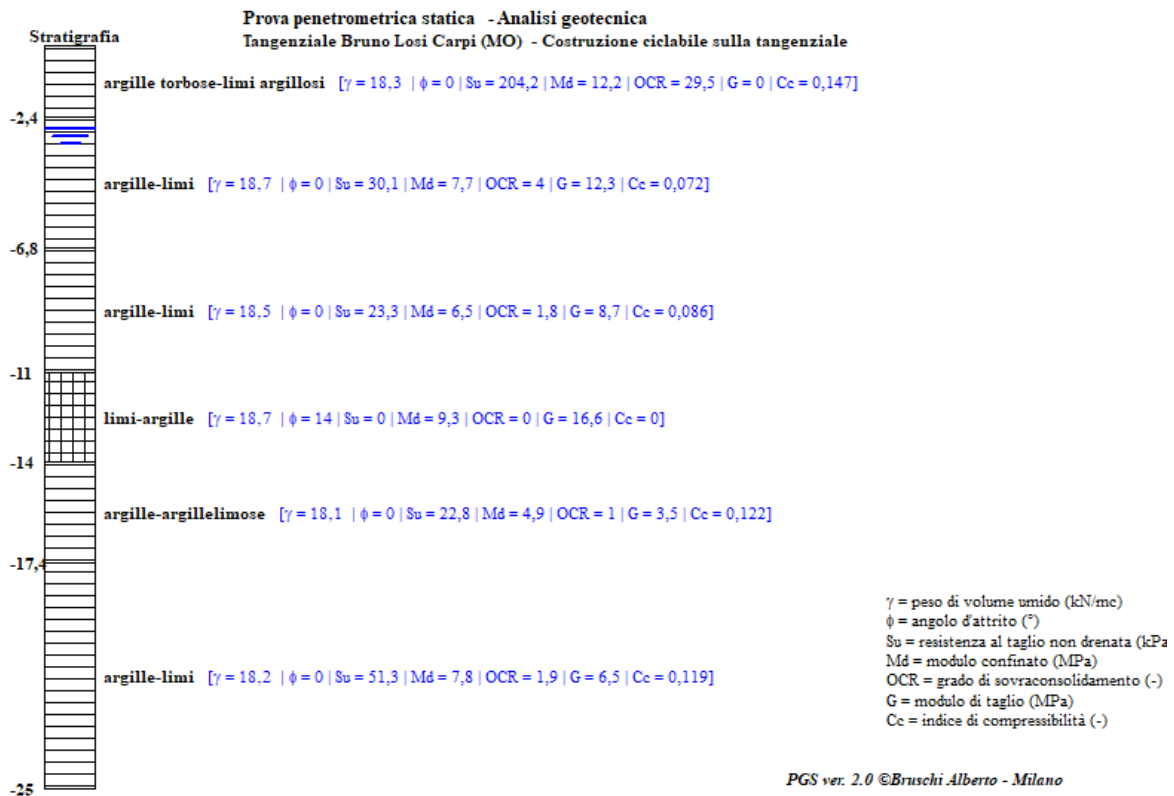 Prova penetrometrica statica - Analisi geotecnica
Stratigrafia
Tangenziale Bruno Losi Carpi (MO) - Costruzione ciclabile sulla tangenziale
argille torbose-limi argillosi [γ = 18,3 | ϕ = 0 | Su = 204,2 | Md = 12,2 | OCR = 29,5 | G = 0 | Cc = 0,147]
-2,4
argille-limi [γ = 18,7 | ϕ = 0 | Su = 30,1 | Md = 7,7 | OCR = 4 | G = 12,3 | Cc = 0,072]
-6,8
argille-limi [γ = 18,5 | ϕ = 0 | Su = 23,3 | Md = 6,5 | OCR = 1,8 | G = 8,7 | Cc = 0,086]
-11
limi-argille [γ = 18,7 | ϕ = 14 | Su = 0 | Md = 9,3 | OCR = 0 | G = 16,6 | Cc = 0]
-14
argille-argillelimose [γ = 18,1 | ϕ = 0 | Su = 22,8 | Md = 4,9 | OCR = 1 | G = 3,5 | Cc = 0,122]
-17,4
argille-limi [γ = 18,2 | ϕ = 0 | Su = 51,3 | Md = 7,8 | OCR = 1,9 | G = 6,5 | Cc = 0,119]
-25
γ = peso di volume umido (kN/mc)
ϕ = angolo d'attrito (°)
Su = resistenza al taglio non drenata (kPa
Md = modulo confinato (MPa)
OCR = grado di sovraconsolidamento (-)
G = modulo di taglio (MPa)
Cc = indice di compressibilità (-)
PGS ver. 2.0 ©Bruschi Alberto - Milano